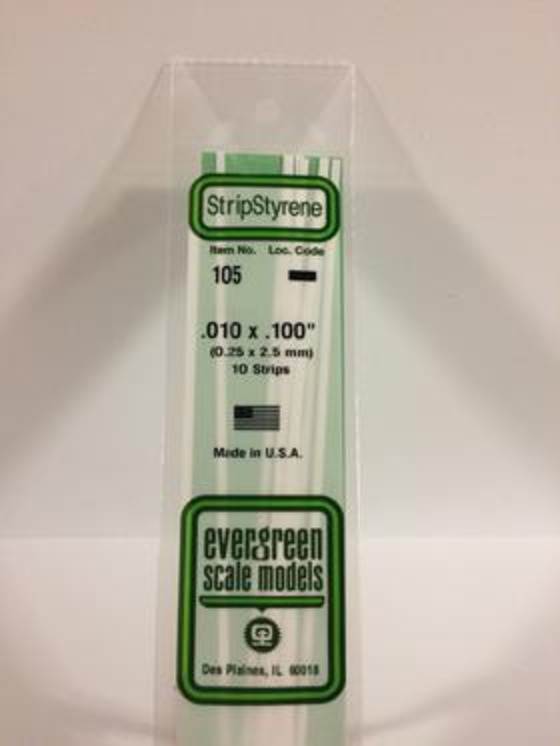 StripStyrene
Item No. Loc. Code
105
.010 x .100"
(0.25 x 2.5 mm)
10 Strips
Made in U.S.A.
evergreen
scale models
Des Plaines, IL 60018